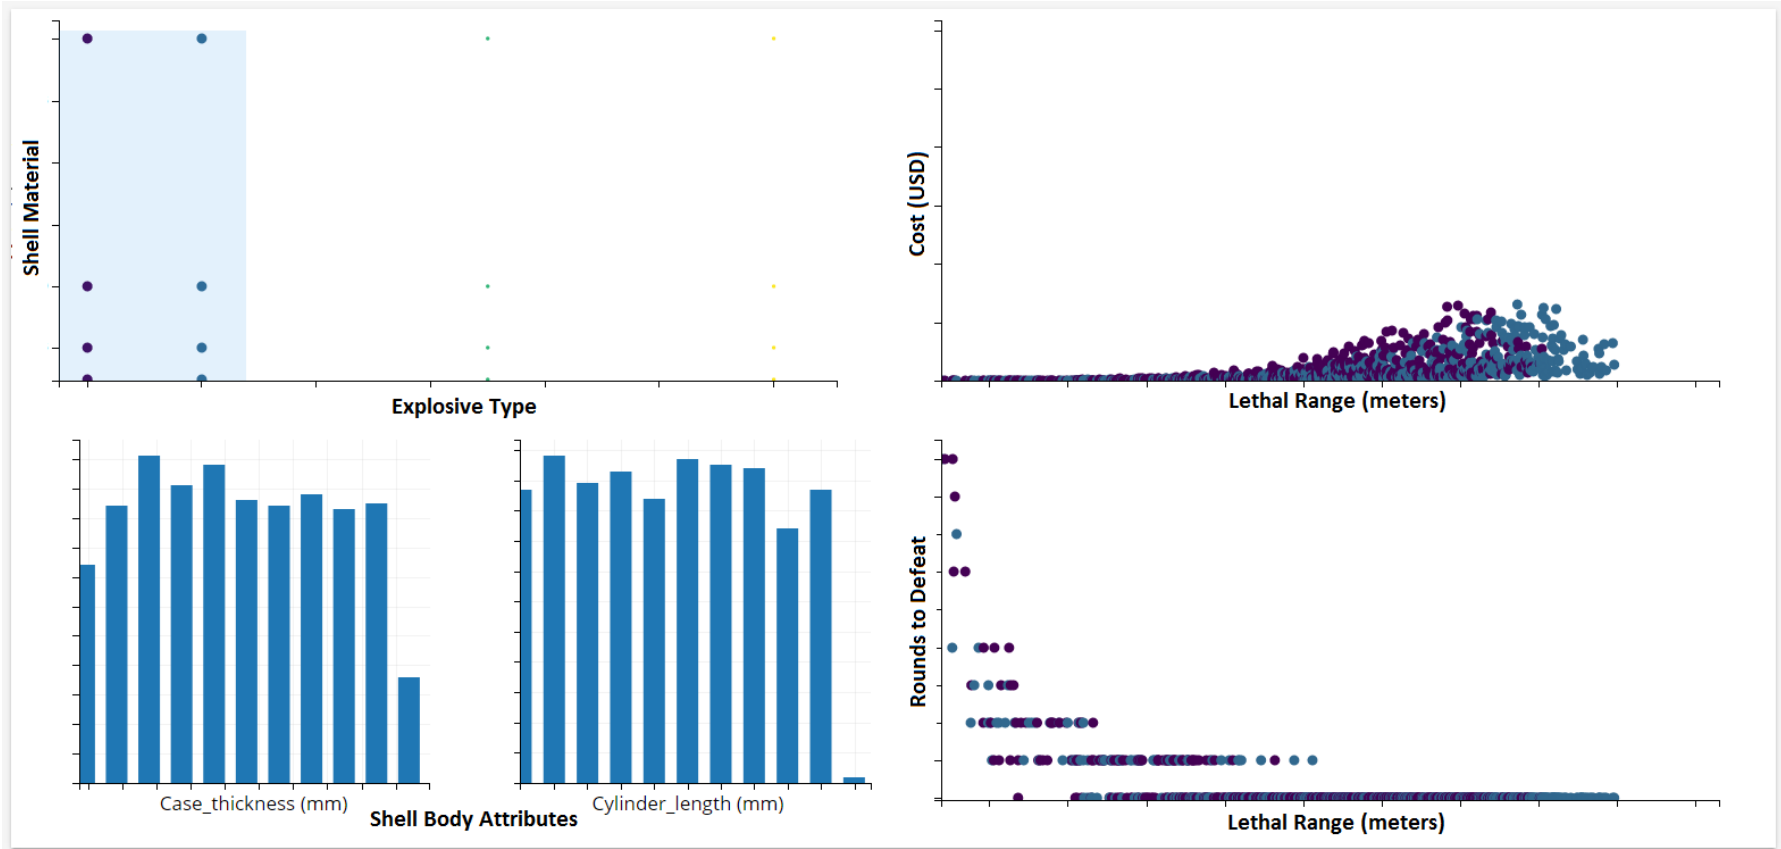 Shell Material
Explosive Type
Cost (USD)
Lethal Range (meters)
Case_thickness (mm)
Cylinder_length (mm)
Shell Body Attributes
Rounds to Defeat
Lethal Range (meters)